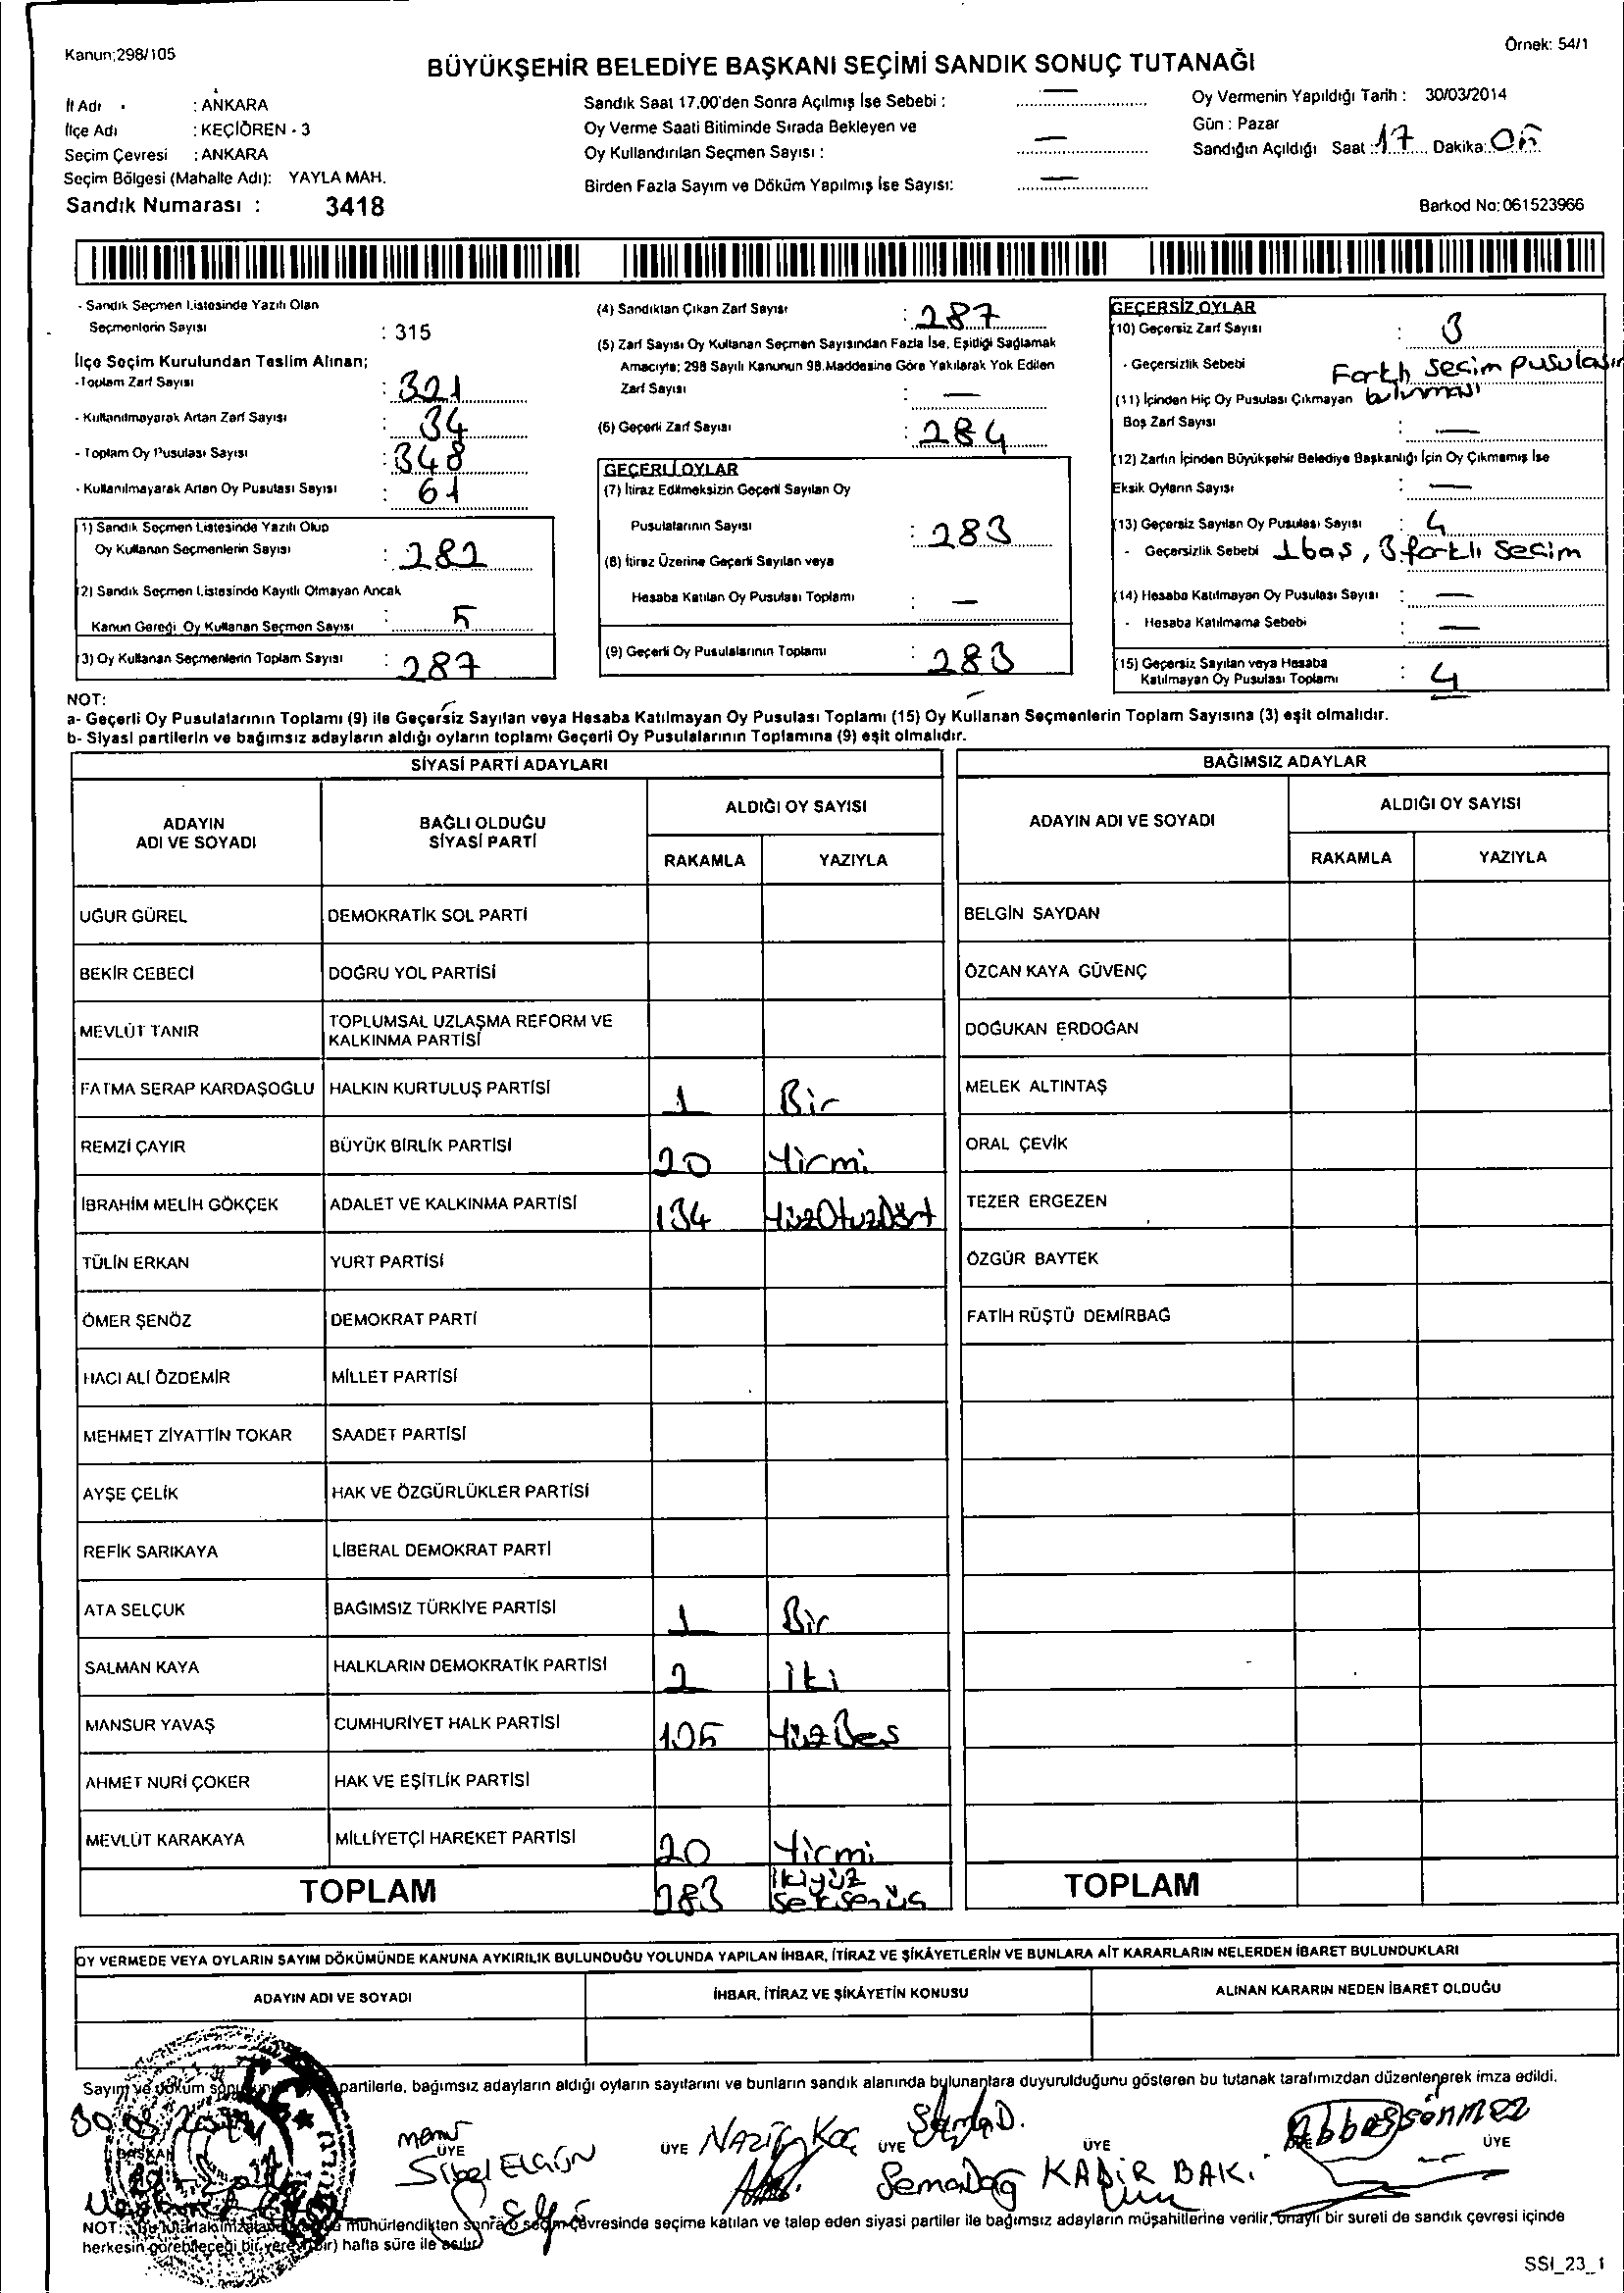 Kanun:298/105
Örnek: 54/1
BÜYÜKŞEHİR BELEDİYE BAŞKANI SEÇİMİ SANDIK SONUÇ TUTANAĞI
İl Adı : ANKARA
İlçe Adı : KEÇİÖREN - 3
Seçim Çevresi : ANKARA
Seçim Bölgesi (Mahalle Adı): YAYLA MAH.
Sandık Numarası : 3418
Sandık Saat 17.00'den Sonra Açılmış İse Sebebi : —
Oy Verme Saati Bitiminde Sırada Bekleyen ve
Oy Kullandırılan Seçmen Sayısı : —
Birden Fazla Sayım ve Döküm Yapılmış İse Sayısı: —
Oy Vermenin Yapıldığı Tarih : 30/03/2014
Gün : Pazar
Sandığın Açıldığı Saat : 17 Dakika:
Barkod No: 061523966
- Sandık Seçmen Listesinde Yazılı Olan
Seçmenlerin Sayısı : 315
İlçe Seçim Kurulundan Teslim Alınan;
- Toplam Zarf Sayısı : 321
- Kullanılmayarak Artan Zarf Sayısı : 34
- Toplam Oy Pusulası Sayısı : 348
- Kullanılmayarak Artan Oy Pusulası Sayısı : 61
(1) Sandık Seçmen Listesinde Yazılı Olup
Oy Kullanan Seçmenlerin Sayısı : 282
(2) Sandık Seçmen Listesinde Kayıtlı Olmayan Ancak
Kanun Gereği Oy Kullanan Seçmen Sayısı : 5
(3) Oy Kullanan Seçmenlerin Toplam Sayısı : 287
(4) Sandıktan Çıkan Zarf Sayısı : 287
(5) Zarf Sayısı Oy Kullanan Seçmen Sayısından Fazla İse, Eşitliği Sağlamak
Amacıyla; 298 Sayılı Kanunun 98.Maddesine Göre Yakılarak Yok Edilen
Zarf Sayısı : —
(6) Geçerli Zarf Sayısı : 284
GEÇERLİ OYLAR
(7) İtiraz Edilmeksizin Geçerli Sayılan Oy
Pusulalarının Sayısı : 283
(8) İtiraz Üzerine Geçerli Sayılan veya
Hesaba Katılan Oy Pusulası Toplamı : —
(9) Geçerli Oy Pusulalarının Toplamı : 283
GEÇERSİZ OYLAR
(10) Geçersiz Zarf Sayısı : 3
- Geçersizlik Sebebi Farklı seçim pusulası
bulunması
(11) İçinden Hiç Oy Pusulası Çıkmayan
Boş Zarf Sayısı : —
(12) Zarfın İçinden Büyükşehir Belediye Başkanlığı İçin Oy Çıkmamış İse
Eksik Oyların Sayısı : —
(13) Geçersiz Sayılan Oy Pusulası Sayısı : 4
- Geçersizlik Sebebi 1 boş, 3 farklı seçim
(14) Hesaba Katılmayan Oy Pusulası Sayısı : —
- Hesaba Katılmama Sebebi : —
(15) Geçersiz Sayılan veya Hesaba
Katılmayan Oy Pusulası Toplamı : 4
NOT:
a- Geçerli Oy Pusulalarının Toplamı (9) ile Geçersiz Sayılan veya Hesaba Katılmayan Oy Pusulası Toplamı (15) Oy Kullanan Seçmenlerin Toplam Sayısına (3) eşit olmalıdır.
b- Siyasi partilerin ve bağımsız adayların aldığı oyların toplamı Geçerli Oy Pusulalarının Toplamına (9) eşit olmalıdır.
SİYASİ PARTİ ADAYLARI
ADAYIN
ADI VE SOYADI
BAĞLI OLDUĞU
SİYASİ PARTİ
ALDIĞI OY SAYISI
RAKAMLA YAZIYLA
UĞUR GÜREL DEMOKRATİK SOL PARTİ
BEKİR CEBECİ DOĞRU YOL PARTİSİ
MEVLÜT TANIR TOPLUMSAL UZLAŞMA REFORM VE
KALKINMA PARTİSİ
FATMA SERAP KARDAŞOĞLU HALKIN KURTULUŞ PARTİSİ 1 Bir
REMZİ ÇAYIR BÜYÜK BİRLİK PARTİSİ 20 Yirmi
İBRAHİM MELİH GÖKÇEK ADALET VE KALKINMA PARTİSİ 134 YüzOtuzDört
TÜLİN ERKAN YURT PARTİSİ
ÖMER ŞENÖZ DEMOKRAT PARTİ
HACI ALİ ÖZDEMİR MİLLET PARTİSİ
MEHMET ZİYATTİN TOKAR SAADET PARTİSİ
AYŞE ÇELİK HAK VE ÖZGÜRLÜKLER PARTİSİ
REFİK SARIKAYA LİBERAL DEMOKRAT PARTİ
ATA SELÇUK BAĞIMSIZ TÜRKİYE PARTİSİ 1 Bir
SALMAN KAYA HALKLARIN DEMOKRATİK PARTİSİ 2 iki
MANSUR YAVAŞ CUMHURİYET HALK PARTİSİ 105 YüzBeş
AHMET NURİ ÇOKER HAK VE EŞİTLİK PARTİSİ
MEVLÜT KARAKAYA MİLLİYETÇİ HAREKET PARTİSİ 20 Yirmi
TOPLAM 283 ikiyüz
seksenüç
BAĞIMSIZ ADAYLAR
ADAYIN ADI VE SOYADI
ALDIĞI OY SAYISI
RAKAMLA YAZIYLA
BELGİN SAYDAN
ÖZCAN KAYA GÜVENÇ
DOĞUKAN ERDOĞAN
MELEK ALTINTAŞ
ORAL ÇEVİK
TEZER ERGEZEN
ÖZGÜR BAYTEK
FATİH RÜŞTÜ DEMİRBAĞ
TOPLAM
OY VERMEDE VEYA OYLARIN SAYIM DÖKÜMÜNDE KANUNA AYKIRILIK BULUNDUĞU YOLUNDA YAPILAN İHBAR, İTİRAZ VE ŞİKÂYETLERİN VE BUNLARA AİT KARARLARIN NELERDEN İBARET BULUNDUKLARI
ADAYIN ADI VE SOYADI
İHBAR, İTİRAZ VE ŞİKÂYETİN KONUSU
ALINAN KARARIN NEDEN İBARET OLDUĞU
Sayım ve döküm partilerle, bağımsız adayların aldığı oyların sayılarını ve bunların sandık alanında bulunanlara duyurulduğunu gösteren bu tutanak tarafımızdan düzenlenerek imza edildi.
BAŞKAN
ÜYE Sibel ELGÜN
ÜYE NAZİFE KOÇ
ÜYE Sema Dağ
ÜYE KADİR BAKI
ÜYE Abbas Sönmez
NOT: Bu tutanak mühürlendikten sonra o seçim çevresinde seçime katılan ve talep eden siyasi partiler ile bağımsız adayların müşahitlerine verilir, onaylı bir sureti de sandık çevresi içinde
herkesin görebileceği bir yere (bir) hafta süre ile asılır.
SSI_23_1